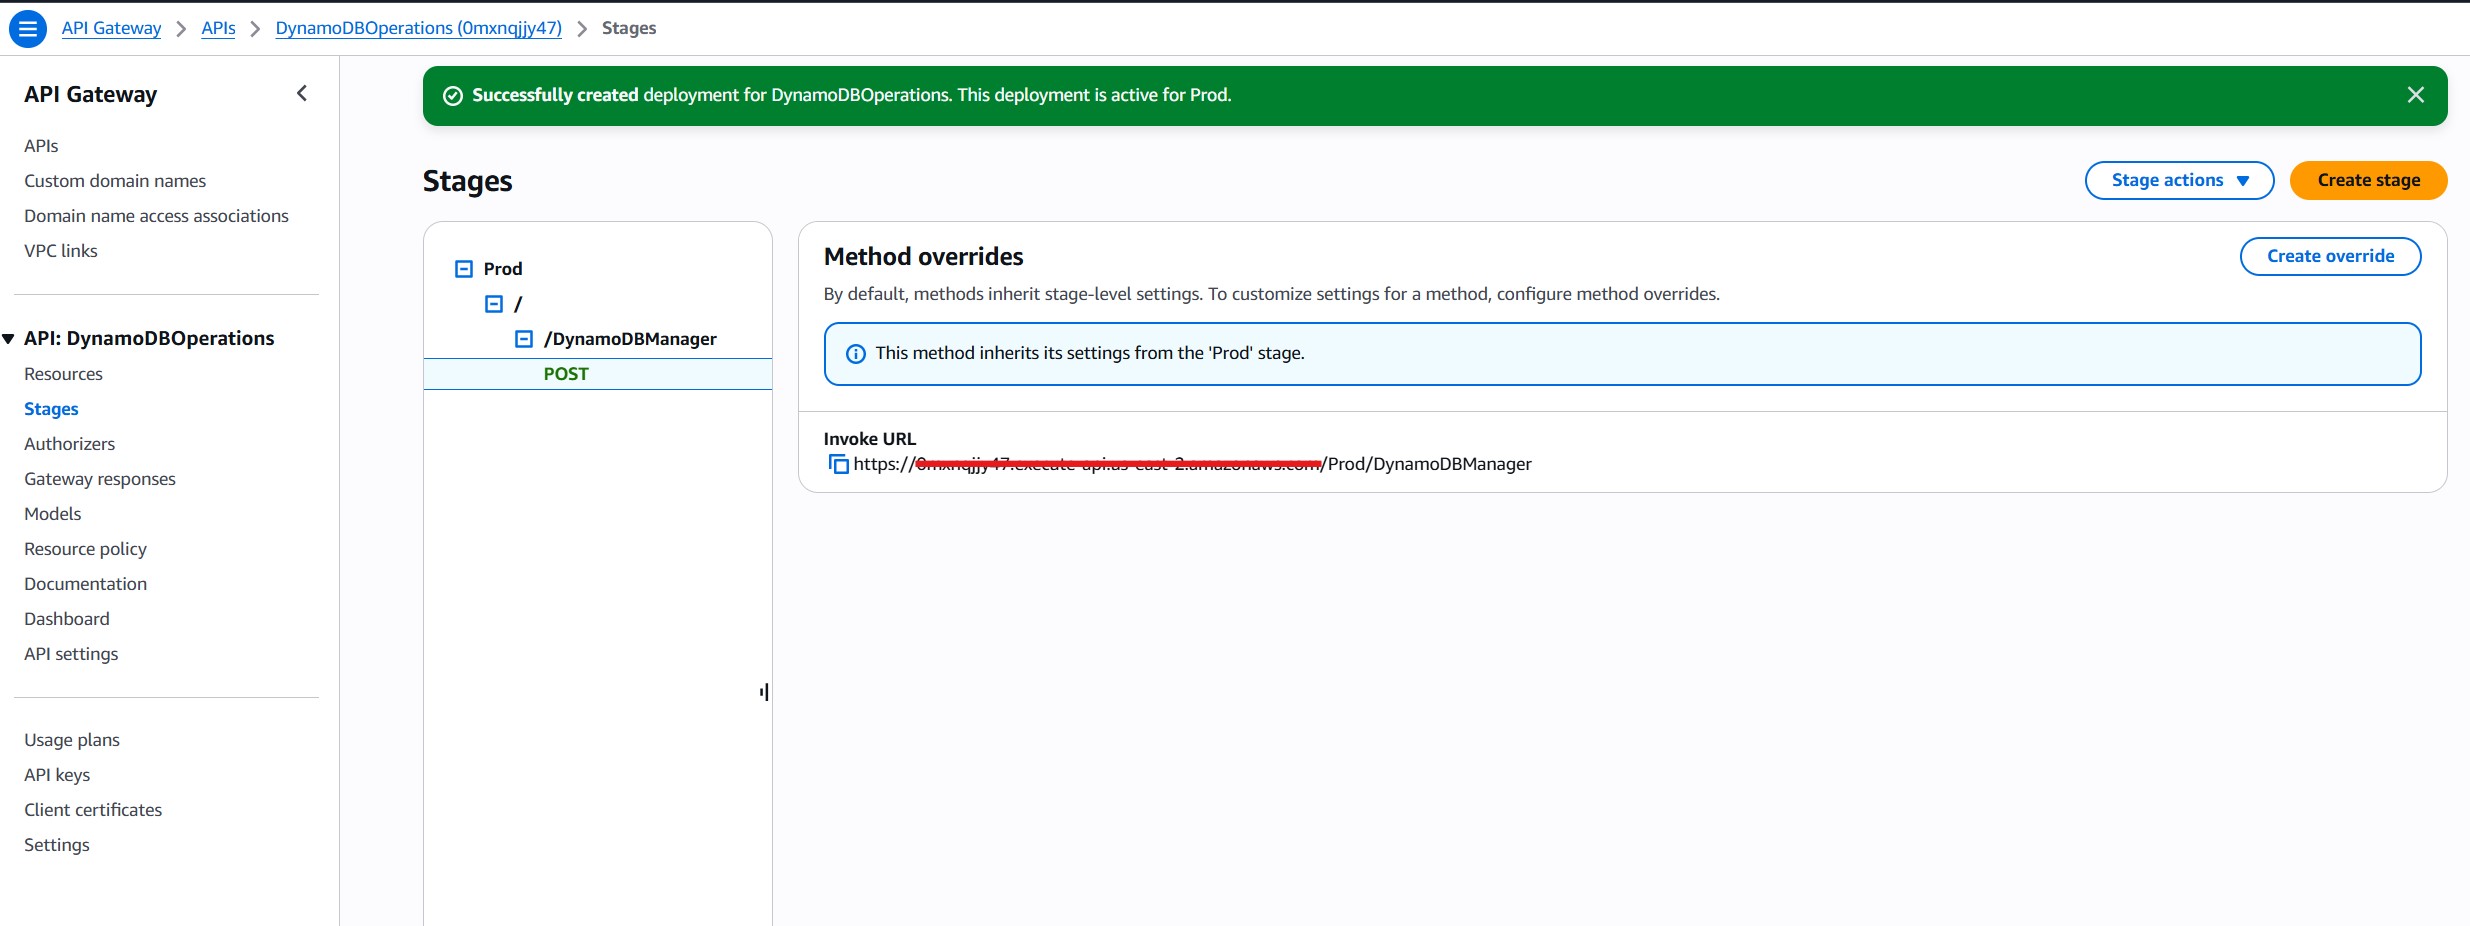 API Gateway > APIs > DynamoDBOperations (0mxnqjjy47) > Stages
API Gateway
APIs
Custom domain names
Domain name access associations
VPC links
API: DynamoDBOperations
Resources
Stages
Authorizers
Gateway responses
Models
Resource policy
Documentation
Dashboard
API settings
Usage plans
API keys
Client certificates
Settings
Successfully created deployment for DynamoDBOperations. This deployment is active for Prod.
Stages
Stage actions
Create stage
Prod
/
/DynamoDBManager
POST
Method overrides
Create override
By default, methods inherit stage-level settings. To customize settings for a method, configure method overrides.
This method inherits its settings from the 'Prod' stage.
Invoke URL
https:///Prod/DynamoDBManager